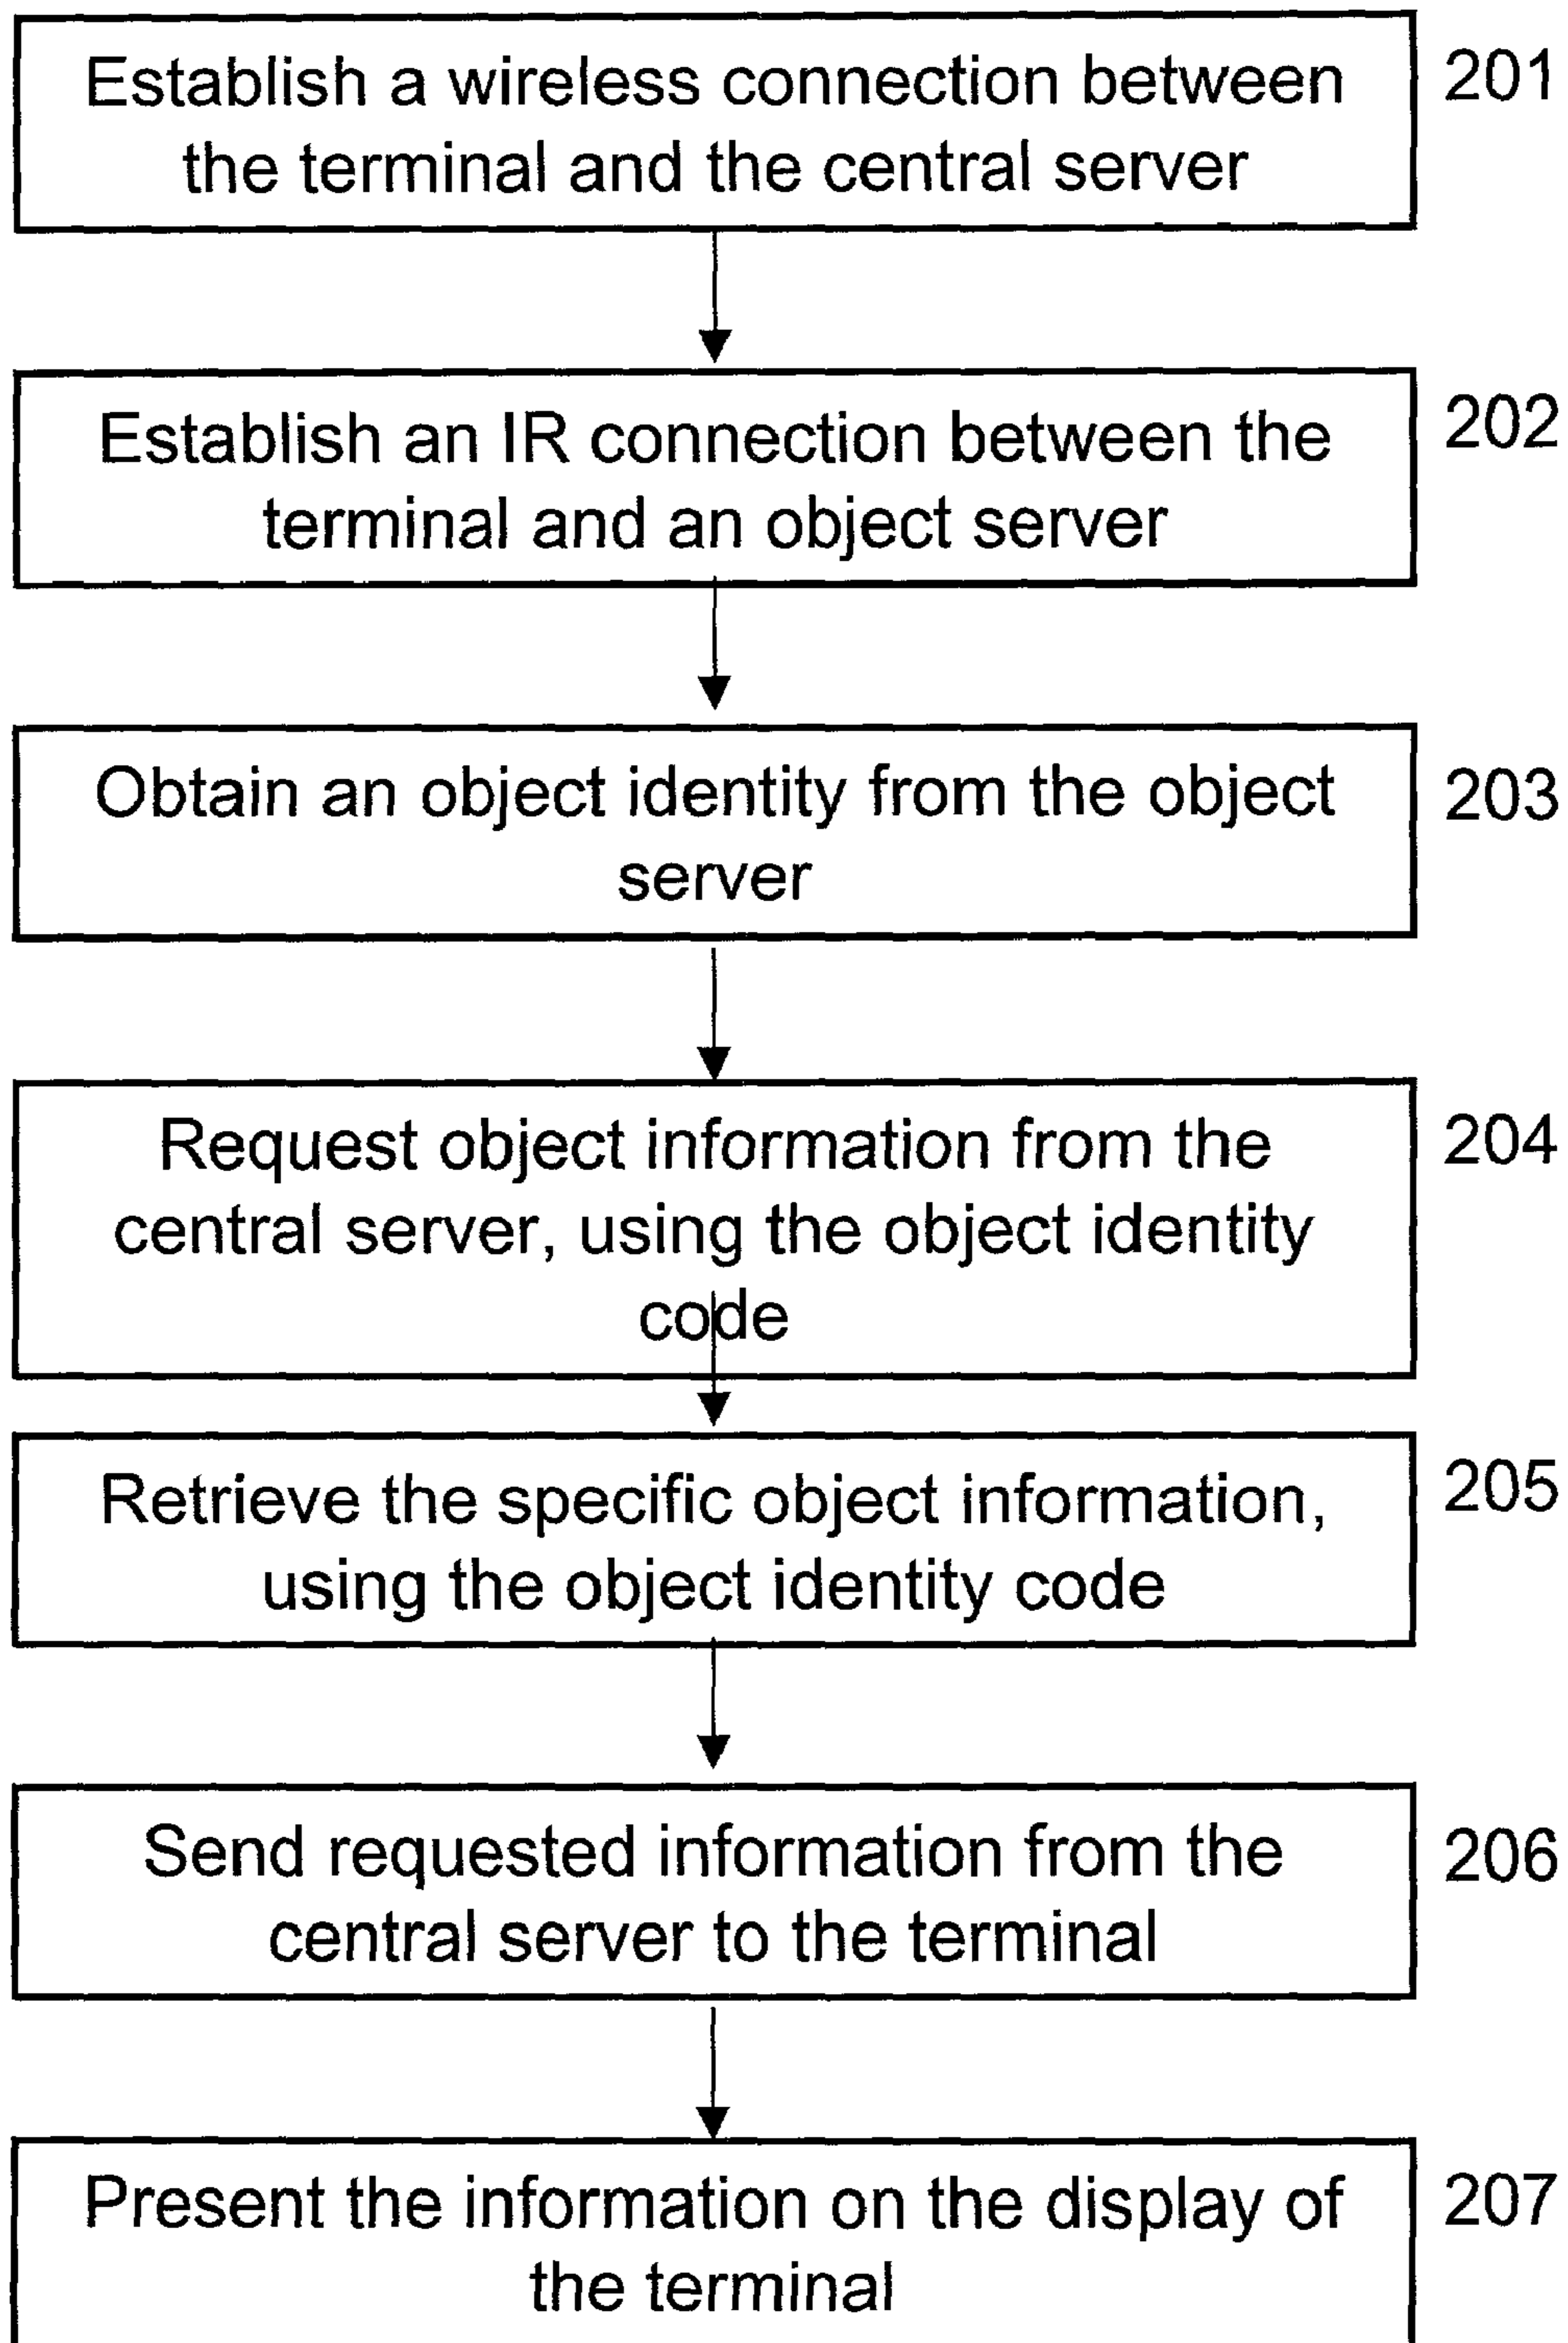 Establish a wireless connection between
the terminal and the central server
201
Establish an IR connection between the
terminal and an object server
202
Obtain an object identity from the object
server
203
Request object information from the
central server, using the object identity
code
204
Retrieve the specific object information,
using the object identity code
205
Send requested information from the
central server to the terminal
206
Present the information on the display of
the terminal
207